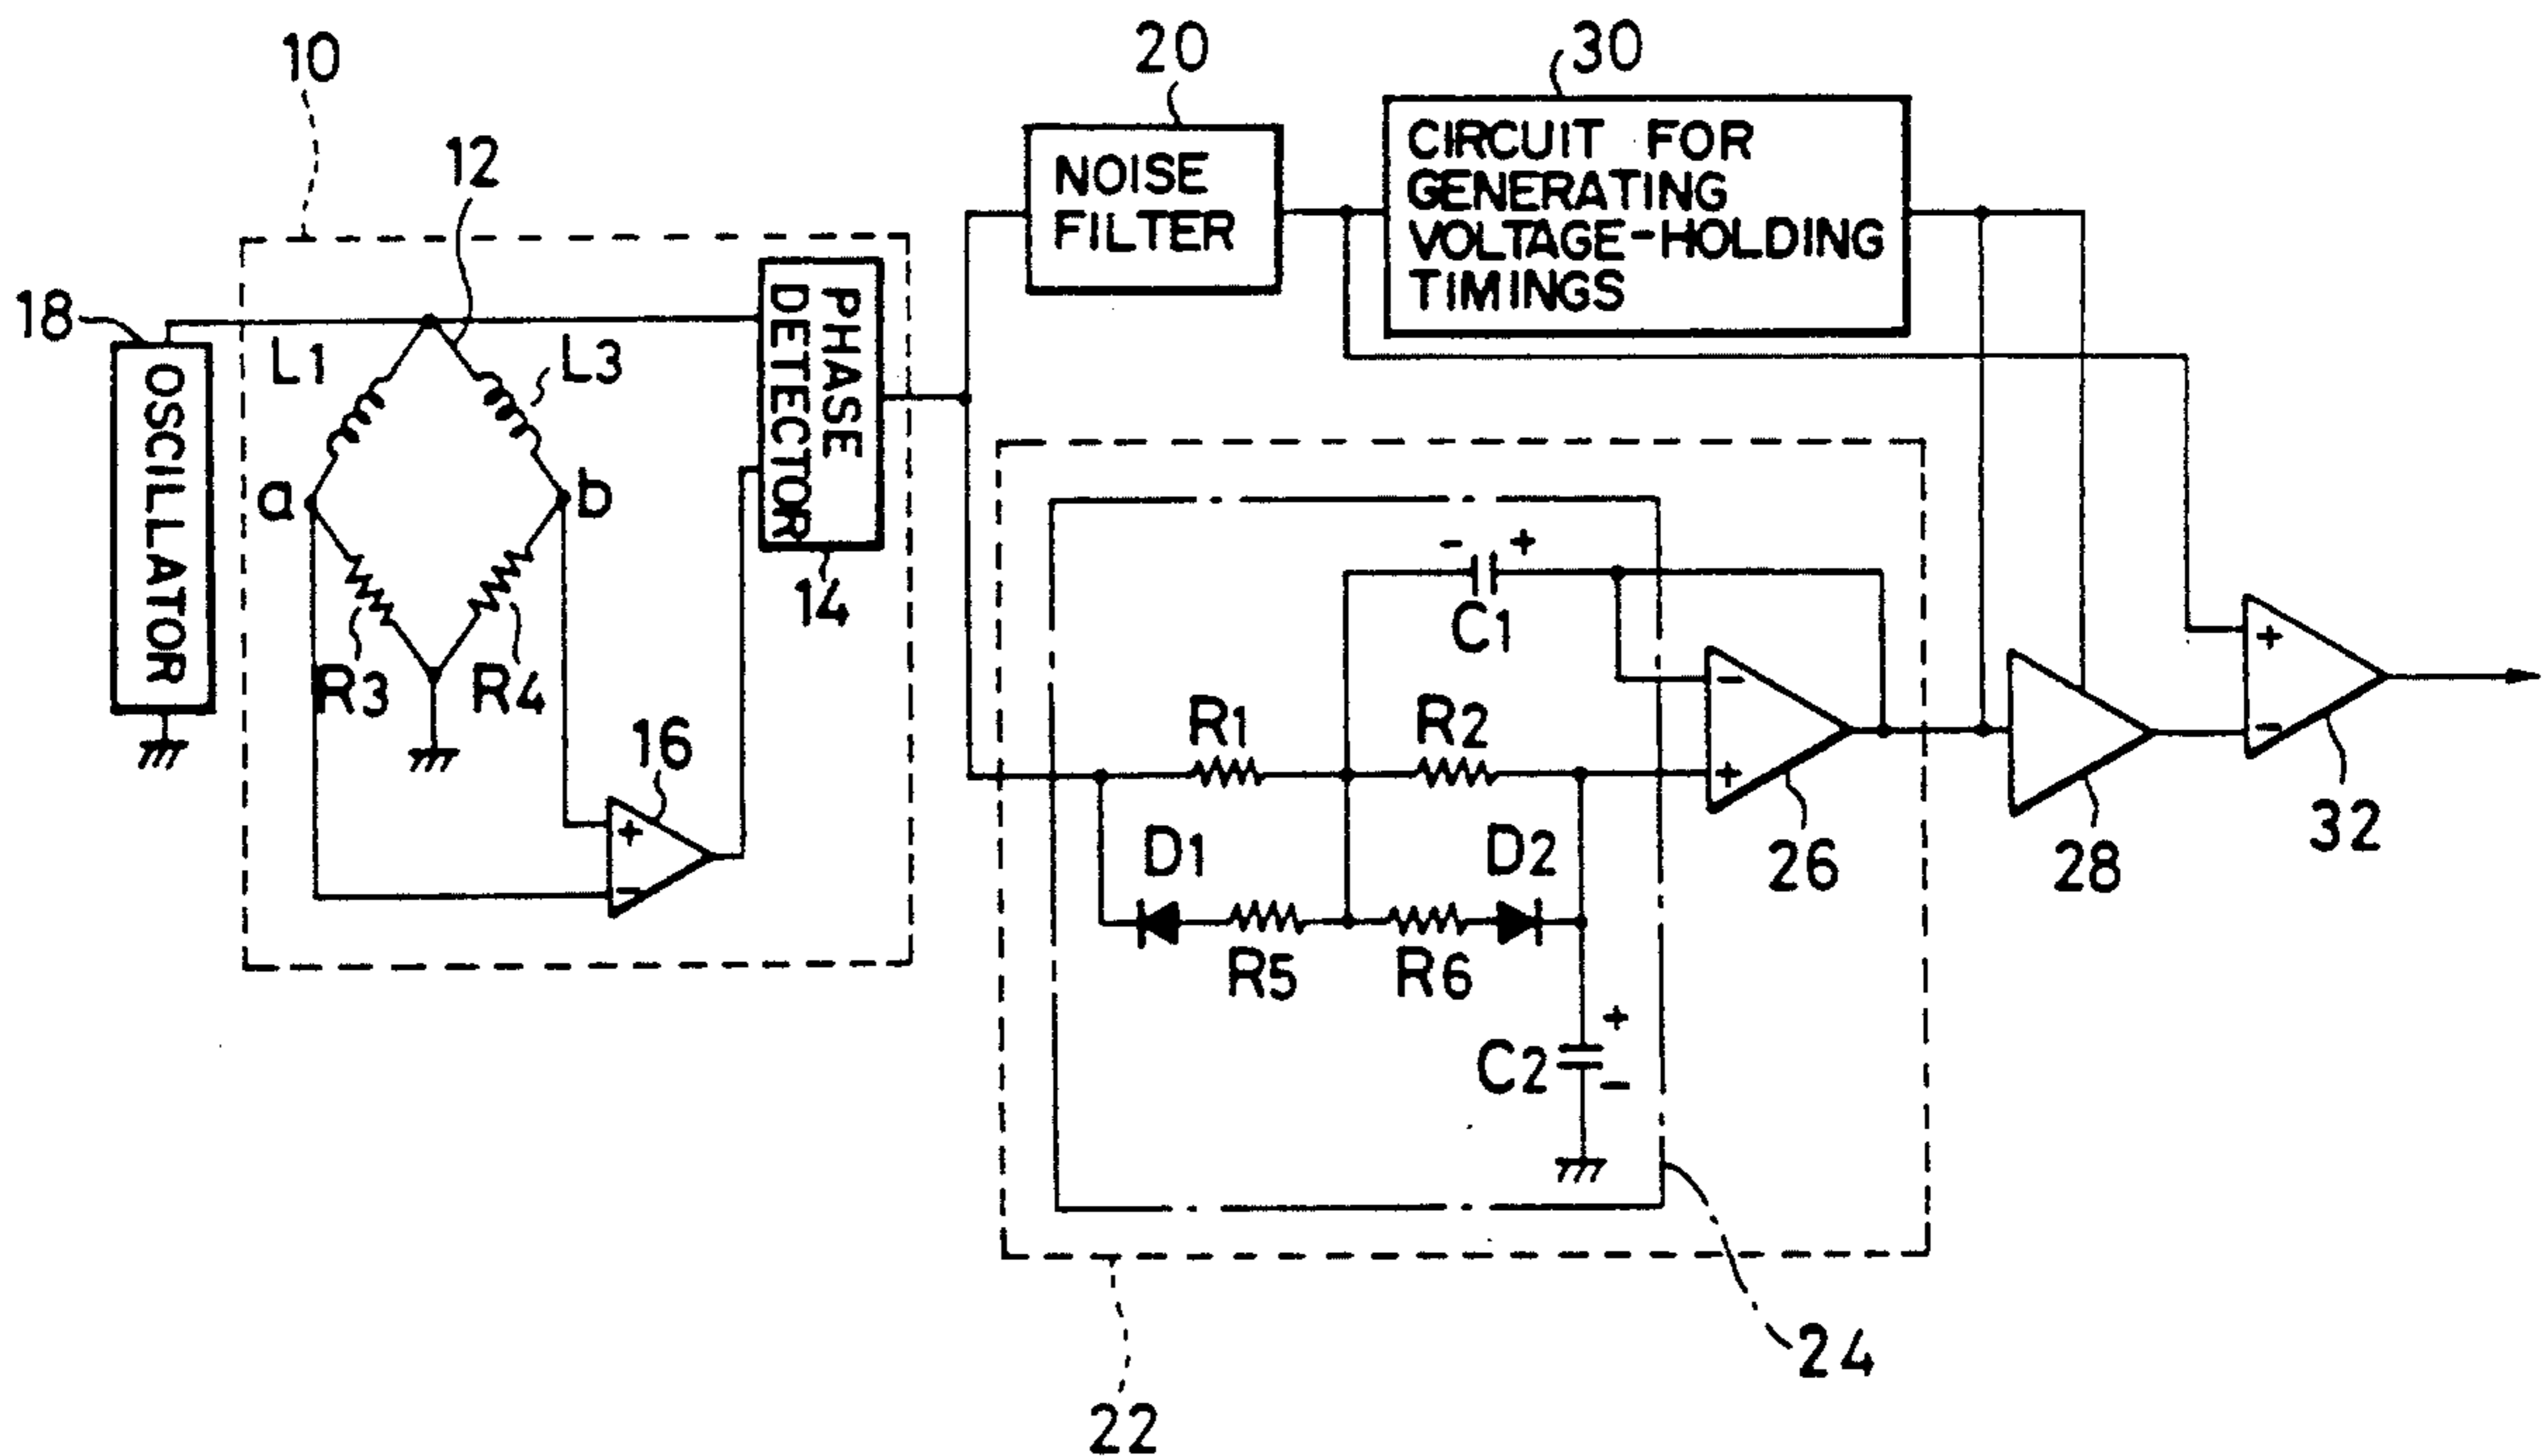 10
20
30
12
NOISE
FILTER
CIRCUIT FOR
GENERATING
VOLTAGE-HOLDING
TIMINGS
18
OSCILLATOR
L1
L3
PHASE
DETECTOR
14
a
b
R3
R4
16
+
-
- +
C1
R1
R2
-
+
26
28
+
-
32
D1
D2
R5
R6
+
C2
-
24
22